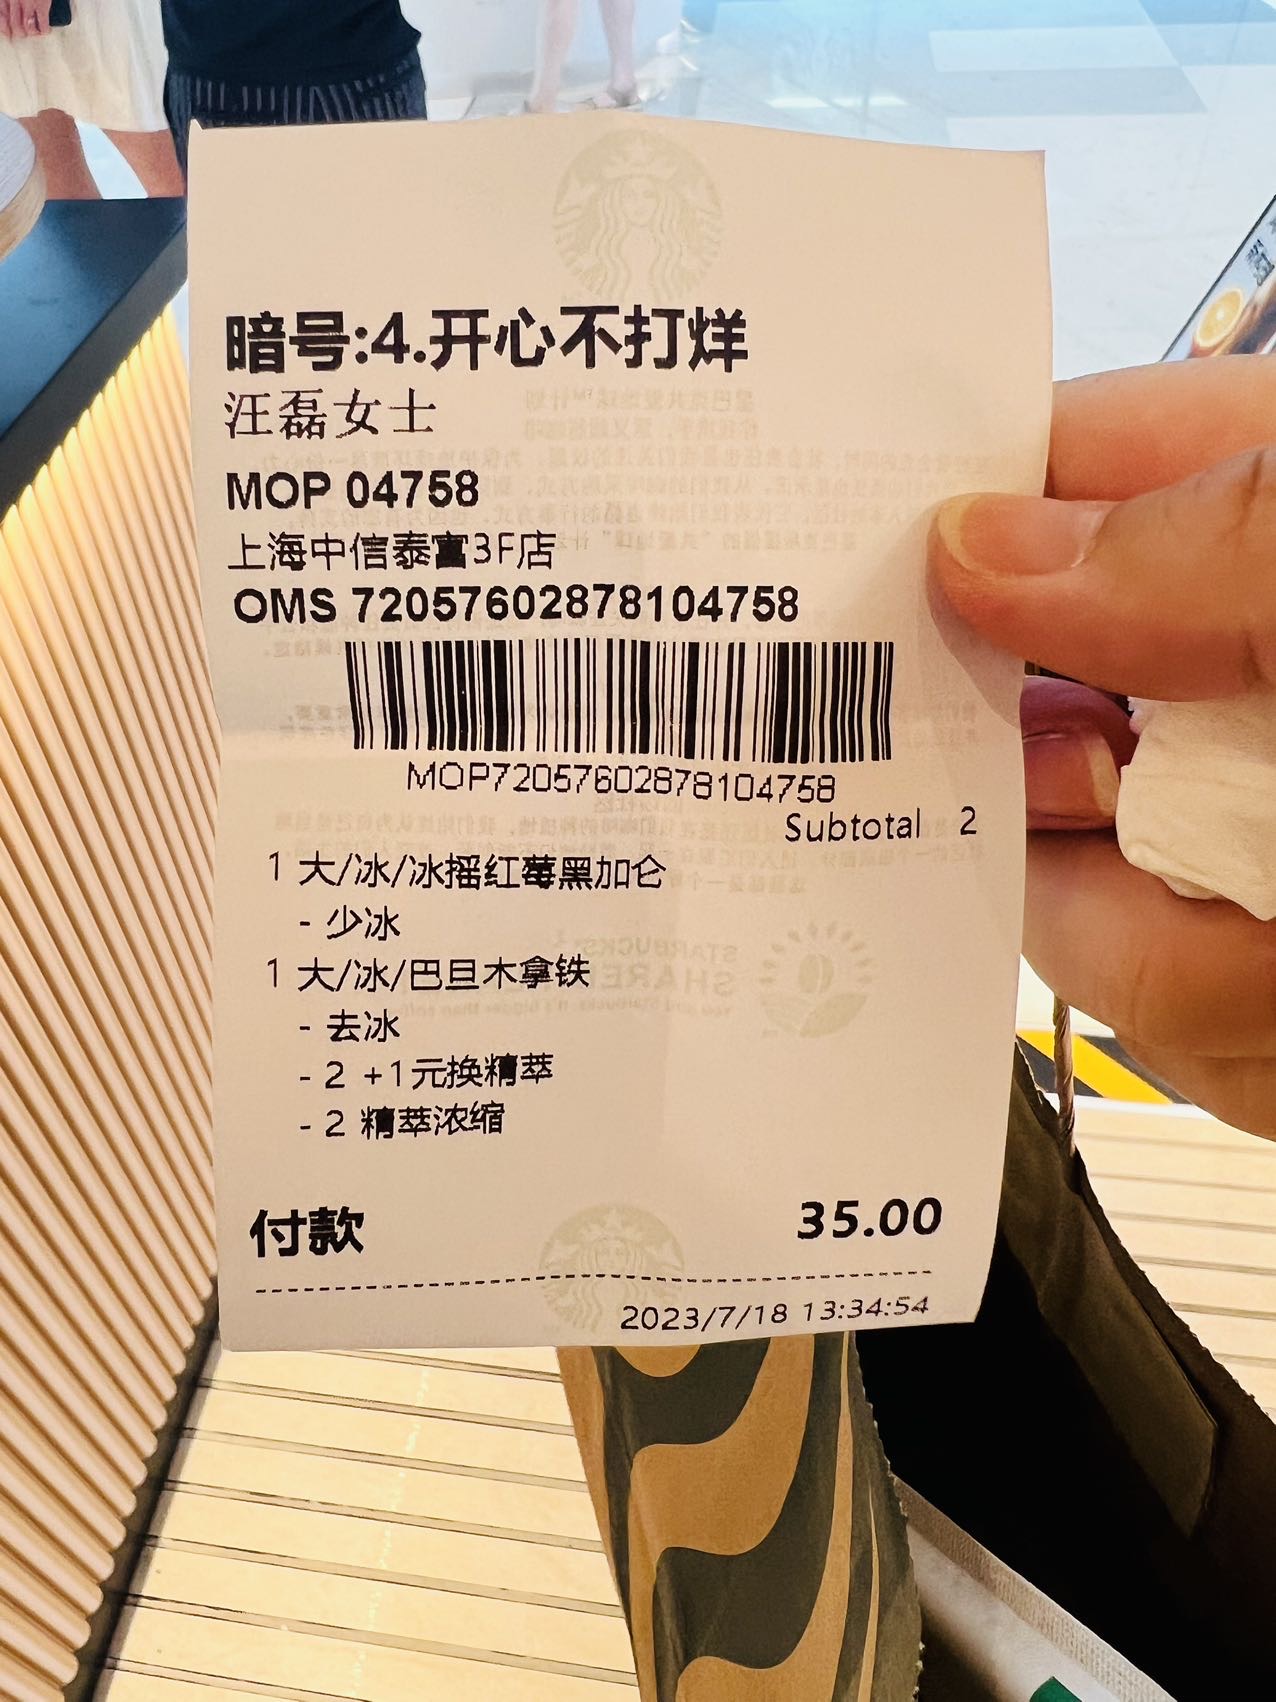 暗号:4.开心不打烊
汪磊女士
MOP 04758
上海中信泰富3F店
OMS 72057602878104758
MOP72057602878104758
Subtotal 2
1 大/冰/冰摇红莓黑加仑
- 少冰
1 大/冰/巴旦木拿铁
- 去冰
- 2 +1元换精萃
- 2 精萃浓缩
付款 35.00
2023/7/18 13:34:54